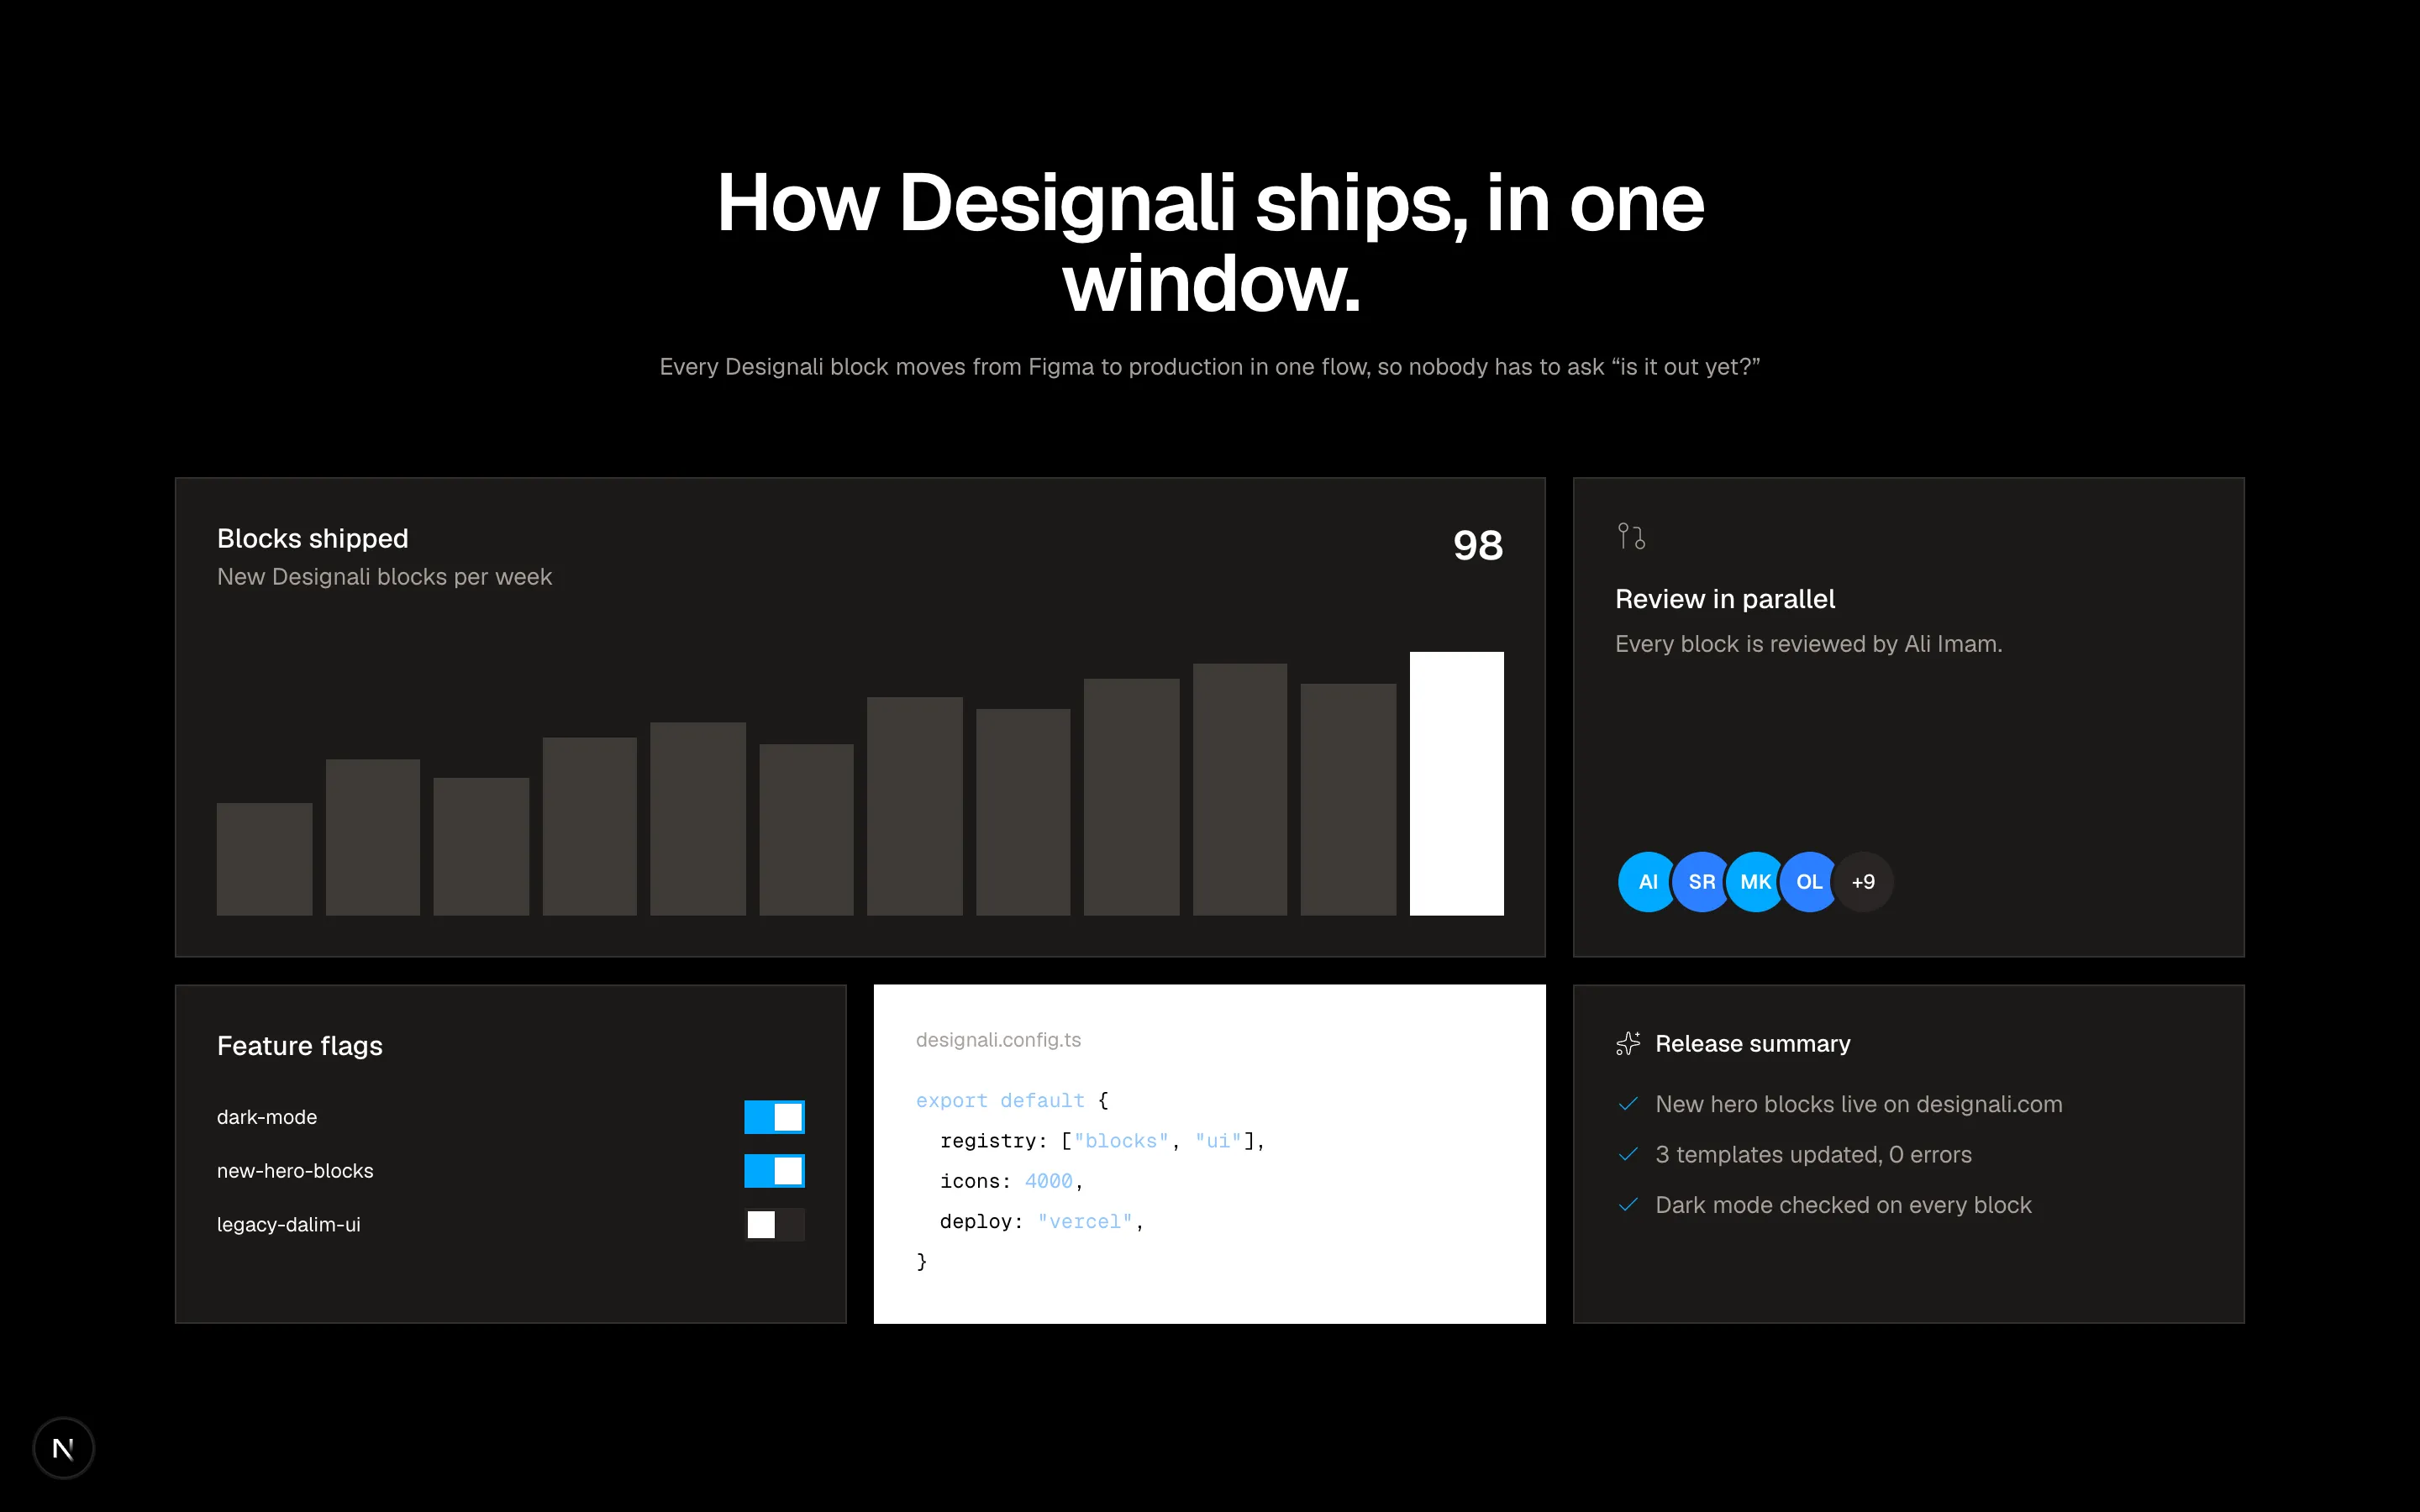 How Designali ships, in one
window.
Every Designali block moves from Figma to production in one flow, so nobody has to ask “is it out yet?”
Blocks shipped
New Designali blocks per week
98
Review in parallel
Every block is reviewed by Ali Imam.
AI SR MK OL +9
Feature flags
dark-mode
new-hero-blocks
legacy-dalim-ui
designali.config.ts
export default {
  registry: ["blocks", "ui"],
  icons: 4000,
  deploy: "vercel",
}
Release summary
New hero blocks live on designali.com
3 templates updated, 0 errors
Dark mode checked on every block
N